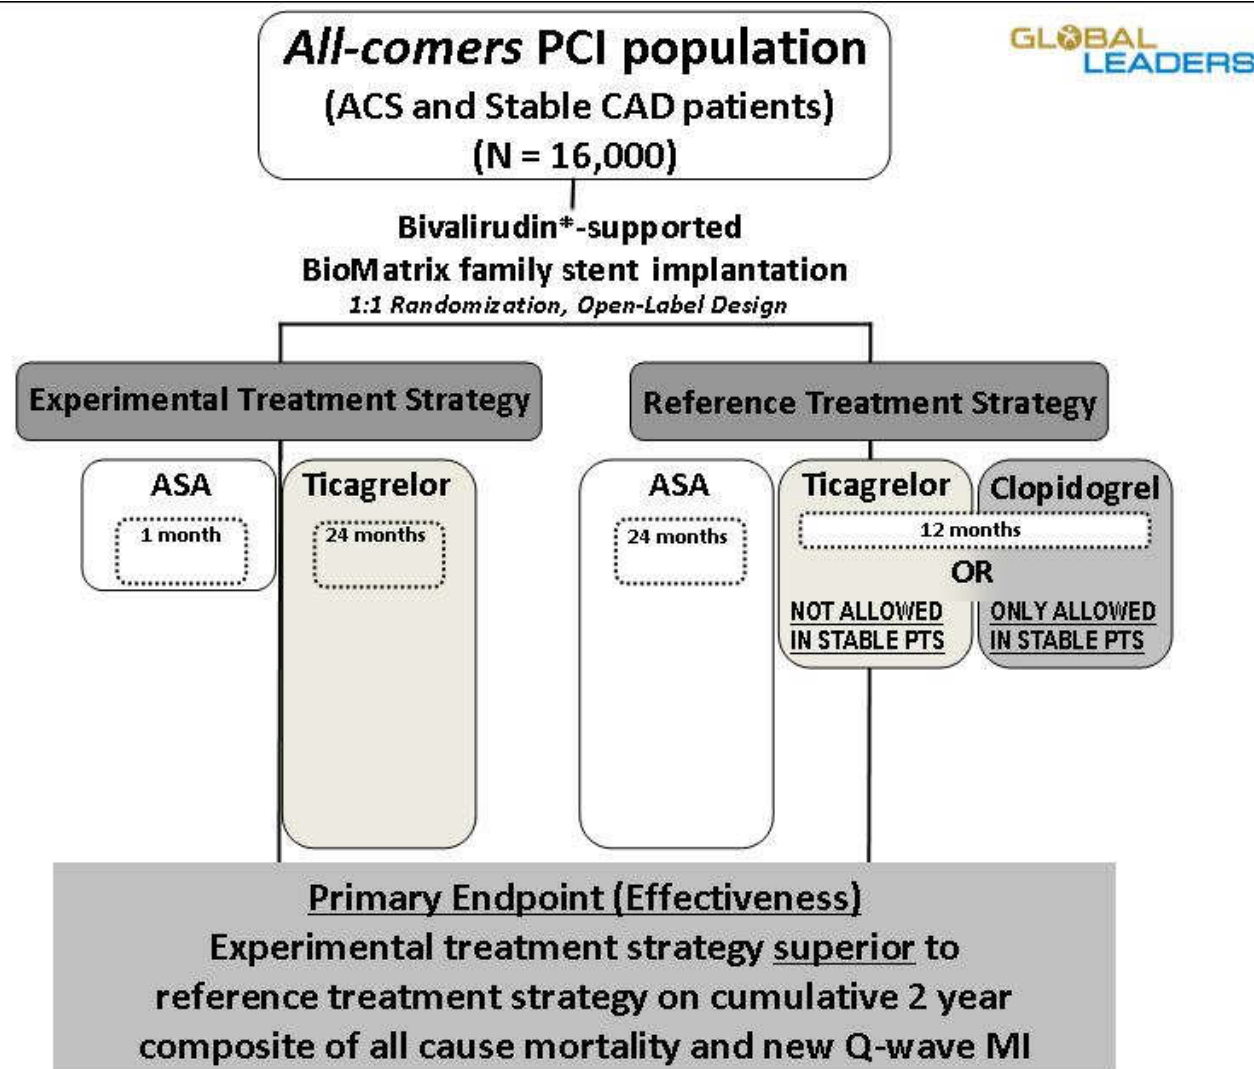 All-comers PCI population
(ACS and Stable CAD patients)
(N = 16,000)
GLOBAL
LEADERS
Bivalirudin*-supported
BioMatrix family stent implantation
1:1 Randomization, Open-Label Design
Experimental Treatment Strategy
Reference Treatment Strategy
ASA
1 month
Ticagrelor
24 months
ASA
24 months
Ticagrelor
Clopidogrel
12 months
OR
NOT ALLOWED
IN STABLE PTS
ONLY ALLOWED
IN STABLE PTS
Primary Endpoint (Effectiveness)
Experimental treatment strategy superior to
reference treatment strategy on cumulative 2 year
composite of all cause mortality and new Q-wave MI